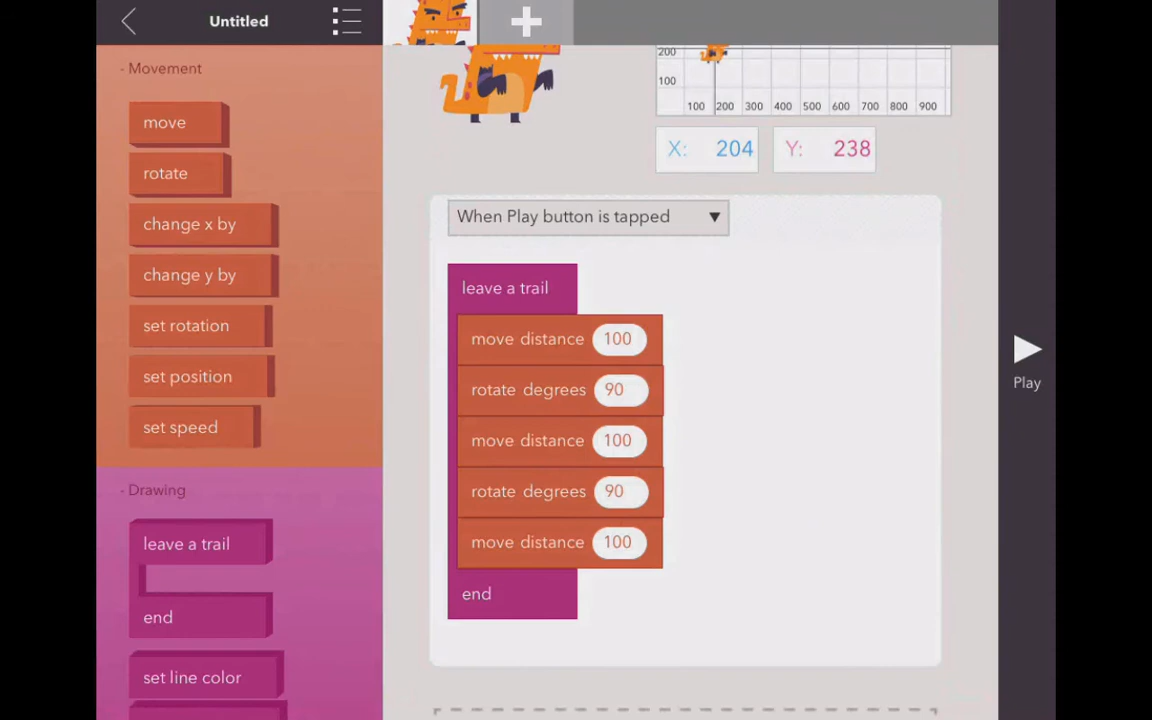 Untitled
- Movement
move
rotate
change x by
change y by
set rotation
set position
set speed
- Drawing
leave a trail
end
set line color
200
100
100 200 300 400 500 600 700 800 900
X: 204 Y: 238
When Play button is tapped ▼
leave a trail
move distance 100
rotate degrees 90
move distance 100
rotate degrees 90
move distance 100
end
Play